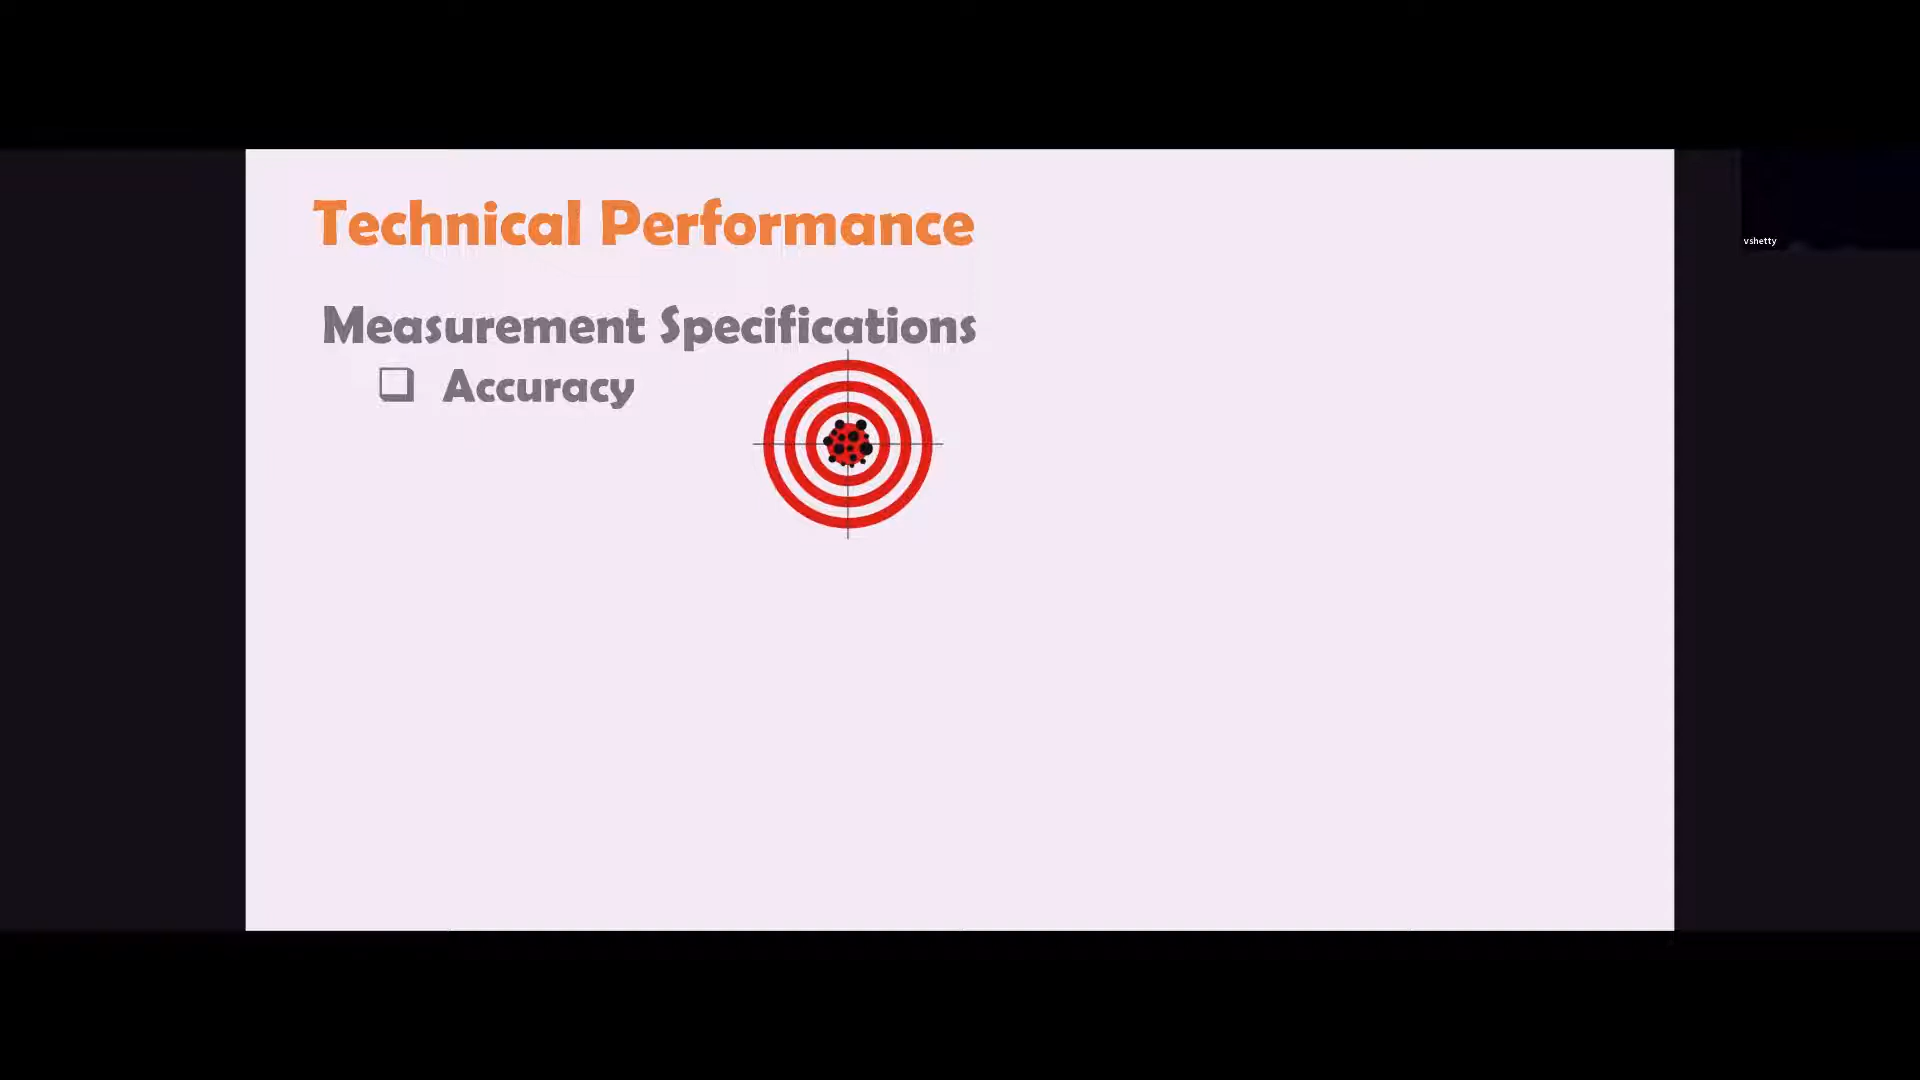 Technical Performance
Measurement Specifications
❑ Accuracy
vshetty